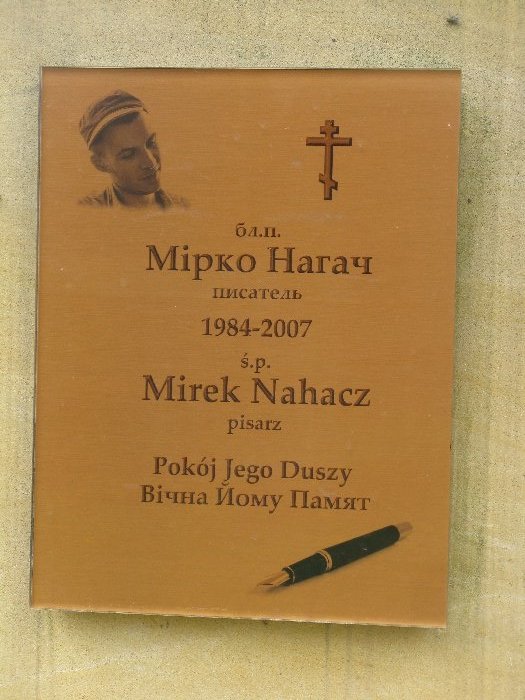 бл.п.
Мірко Нагач
писатель
1984-2007
ś.p.
Mirek Nahacz
pisarz
Pokój Jego Duszy
Вічна Йому Памят